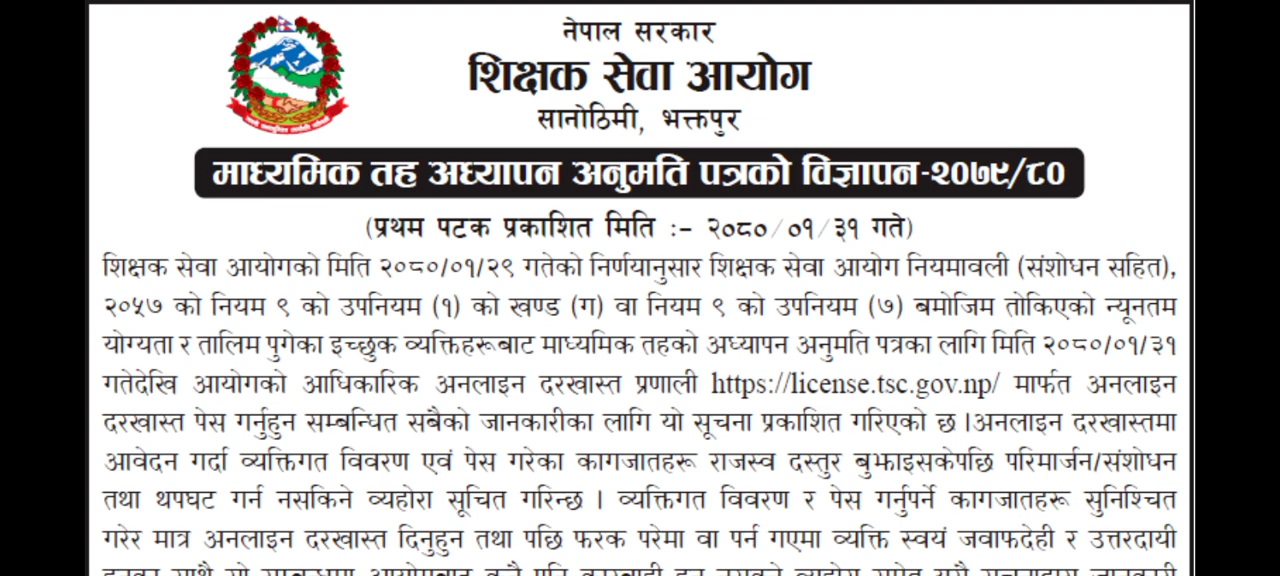 नेपाल सरकार
शिक्षक सेवा आयोग
सानोठिमी, भक्तपुर
माध्यमिक तह अध्यापन अनुमति पत्रको विज्ञापन-२०७९/८०
(प्रथम पटक प्रकाशित मिति :- २०८०/०१/३१ गते)
शिक्षक सेवा आयोगको मिति २०८०/०१/२९ गतेको निर्णयानुसार शिक्षक सेवा आयोग नियमावली (संशोधन सहित),
२०५७ को नियम ९ को उपनियम (१) को खण्ड (ग) वा नियम ९ को उपनियम (७) बमोजिम तोकिएको न्यूनतम
योग्यता र तालिम पुगेका इच्छुक व्यक्तिहरूबाट माध्यमिक तहको अध्यापन अनुमति पत्रका लागि मिति २०८०/०१/३१
गतेदेखि आयोगको आधिकारिक अनलाइन दरखास्त प्रणाली https://license.tsc.gov.np/ मार्फत अनलाइन
दरखास्त पेस गर्नुहुन सम्बन्धित सबैको जानकारीका लागि यो सूचना प्रकाशित गरिएको छ ।अनलाइन दरखास्तमा
आवेदन गर्दा व्यक्तिगत विवरण एवं पेस गरेका कागजातहरू राजस्व दस्तुर बुझाइसकेपछि परिमार्जन/संशोधन
तथा थपघट गर्न नसकिने व्यहोरा सूचित गरिन्छ । व्यक्तिगत विवरण र पेस गर्नुपर्ने कागजातहरू सुनिश्चित
गरेर मात्र अनलाइन दरखास्त दिनुहुन तथा पछि फरक परेमा वा पर्न गएमा व्यक्ति स्वयं जवाफदेही र उत्तरदायी